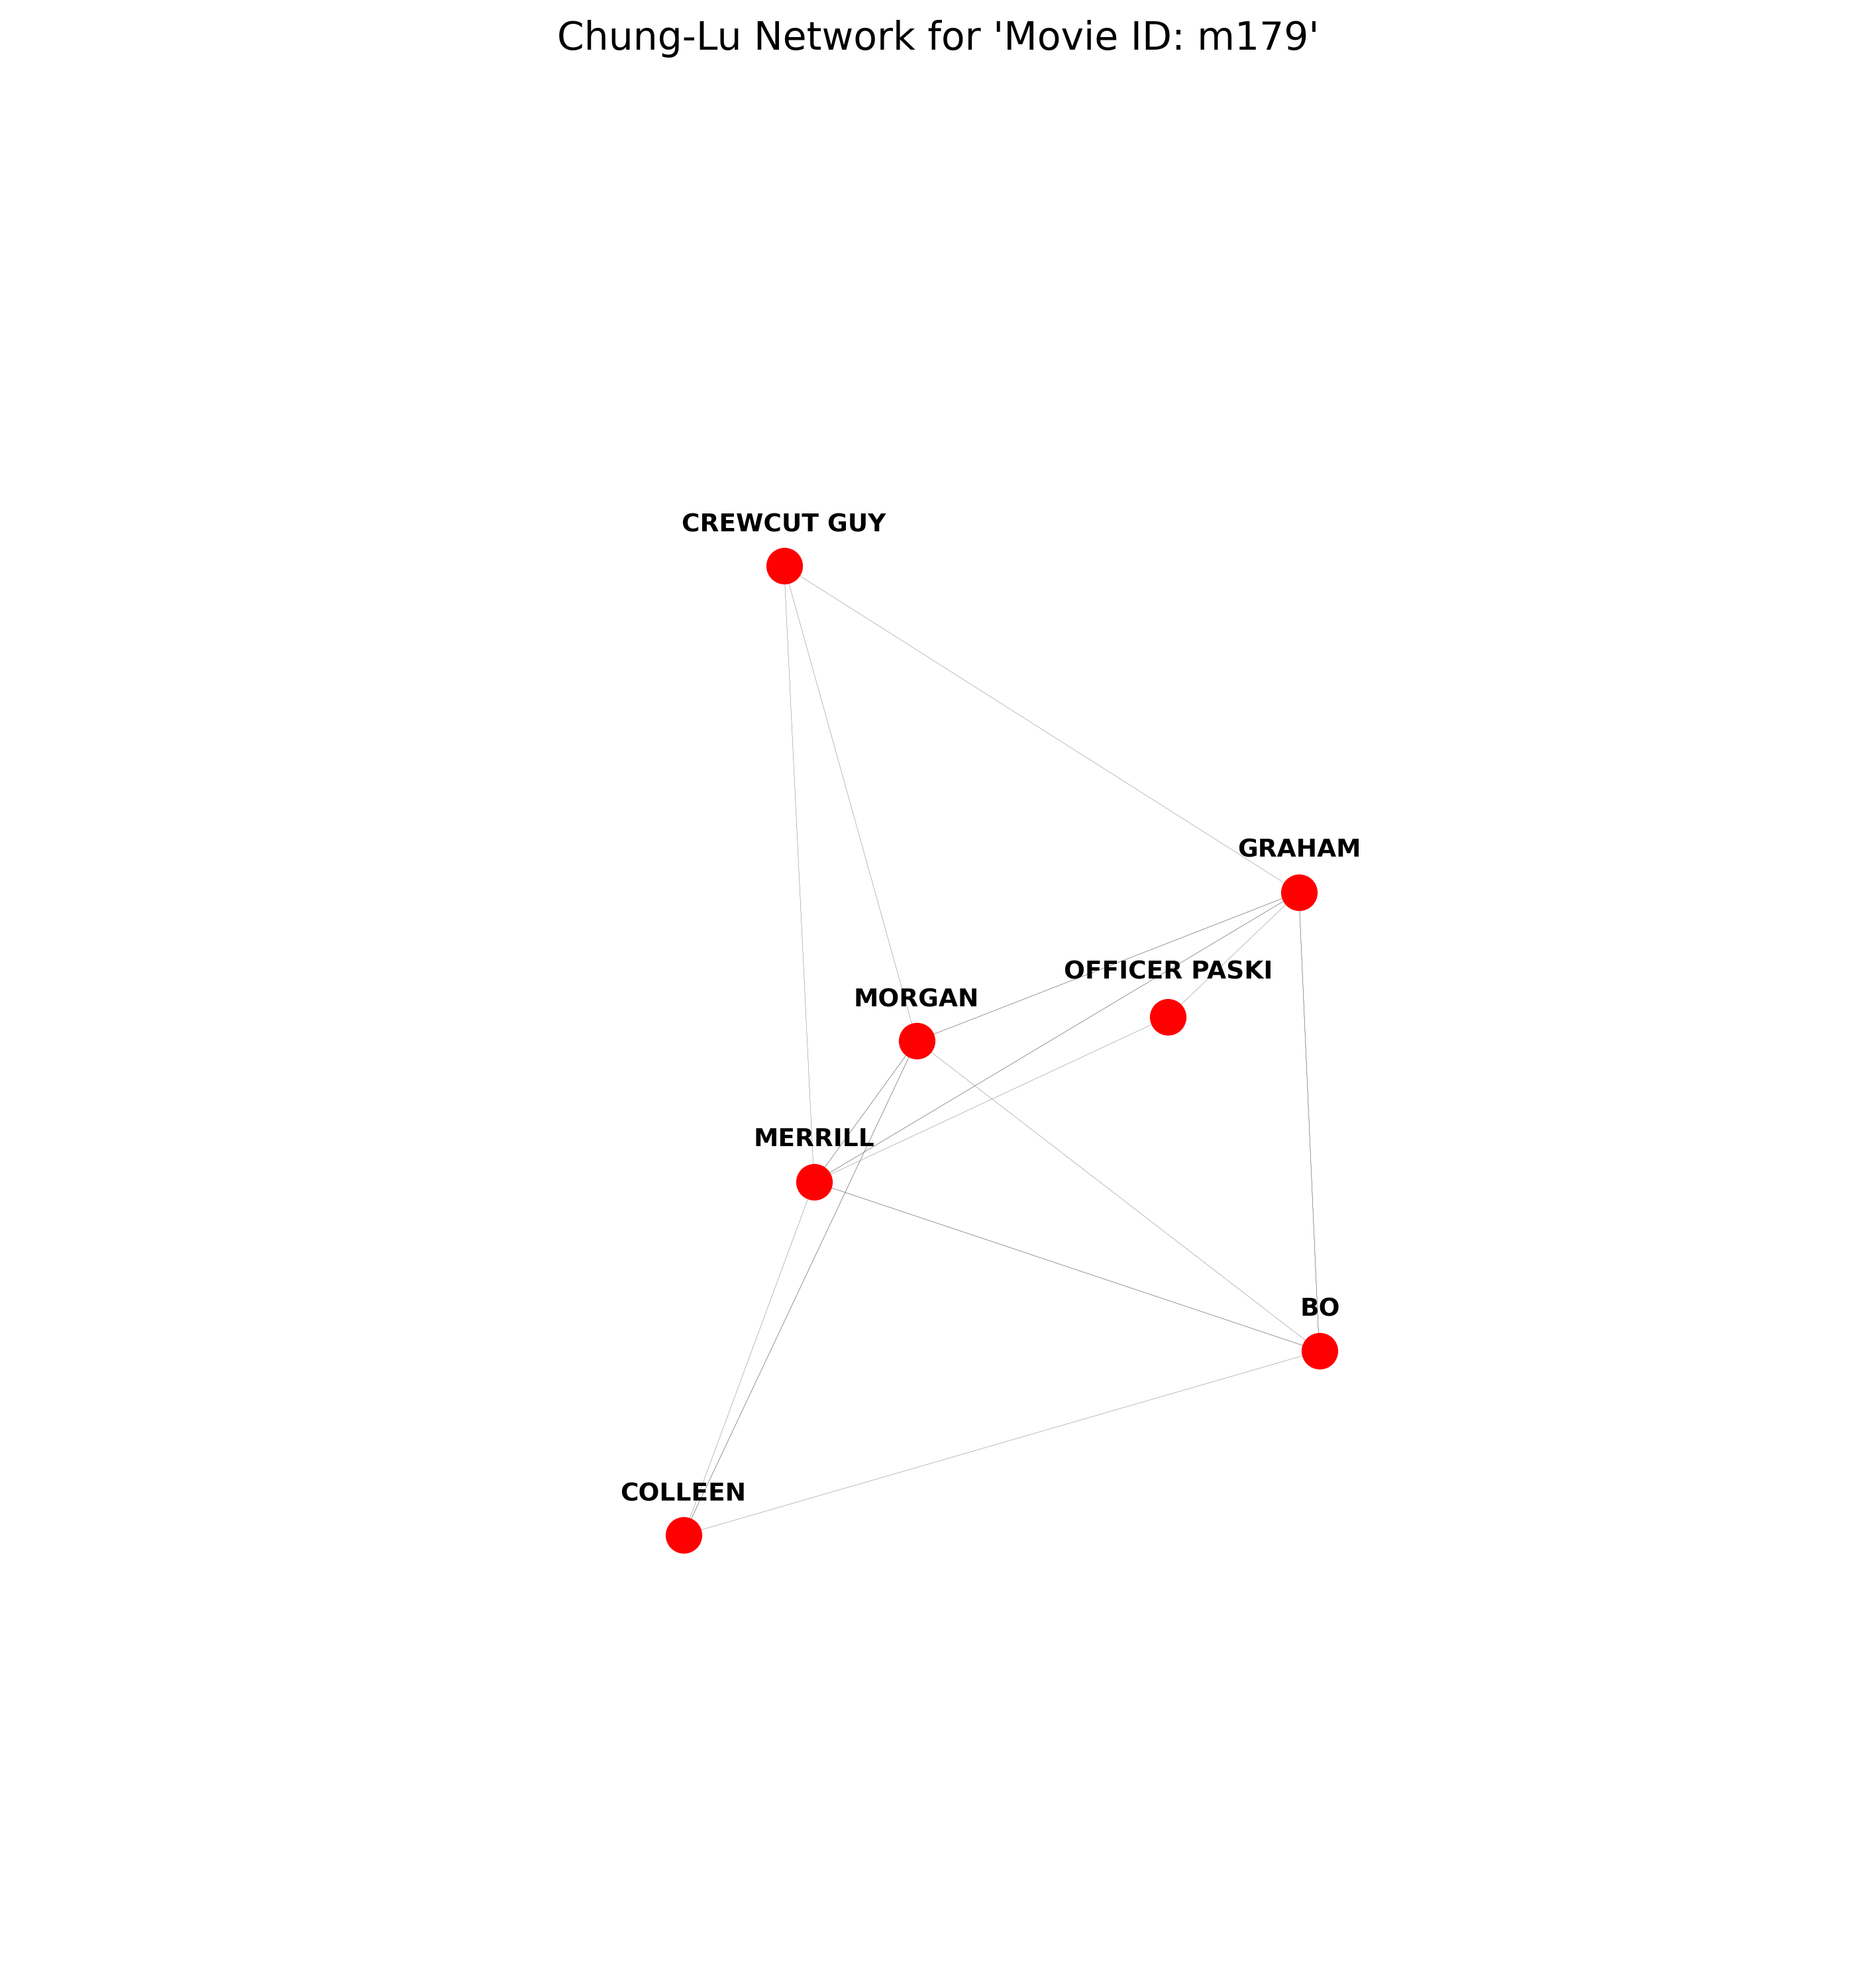 Chung-Lu Network for 'Movie ID: m179'
CREWCUT GUY
GRAHAM
OFFICER PASKI
MORGAN
MERRILL
BO
COLLEEN